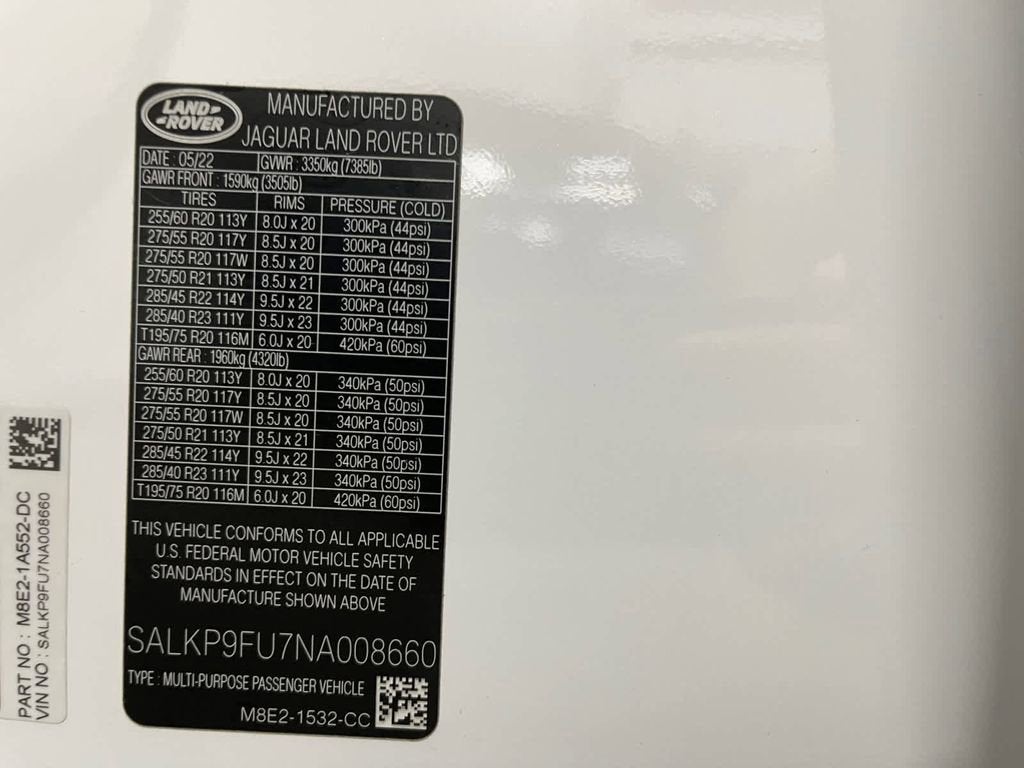 LAND-
-ROVER
MANUFACTURED BY
JAGUAR LAND ROVER LTD
DATE : 05/22 GVWR : 3350kg (7385lb)
GAWR FRONT : 1590kg (3505lb)
TIRES RIMS PRESSURE (COLD)
255/60 R20 113Y 8.0J x 20 300kPa (44psi)
275/55 R20 117Y 8.5J x 20 300kPa (44psi)
275/55 R20 117W 8.5J x 20 300kPa (44psi)
275/50 R21 113Y 8.5J x 21 300kPa (44psi)
285/45 R22 114Y 9.5J x 22 300kPa (44psi)
285/40 R23 111Y 9.5J x 23 300kPa (44psi)
T195/75 R20 116M 6.0J x 20 420kPa (60psi)
GAWR REAR : 1960kg (4320lb)
255/60 R20 113Y 8.0J x 20 340kPa (50psi)
275/55 R20 117Y 8.5J x 20 340kPa (50psi)
275/55 R20 117W 8.5J x 20 340kPa (50psi)
275/50 R21 113Y 8.5J x 21 340kPa (50psi)
285/45 R22 114Y 9.5J x 22 340kPa (50psi)
285/40 R23 111Y 9.5J x 23 340kPa (50psi)
T195/75 R20 116M 6.0J x 20 420kPa (60psi)
THIS VEHICLE CONFORMS TO ALL APPLICABLE
U.S. FEDERAL MOTOR VEHICLE SAFETY
STANDARDS IN EFFECT ON THE DATE OF
MANUFACTURE SHOWN ABOVE
SALKP9FU7NA008660
TYPE : MULTI-PURPOSE PASSENGER VEHICLE
M8E2-1532-CC
PART NO : M8E2-1A552-DC
VIN NO : SALKP9FU7NA008660